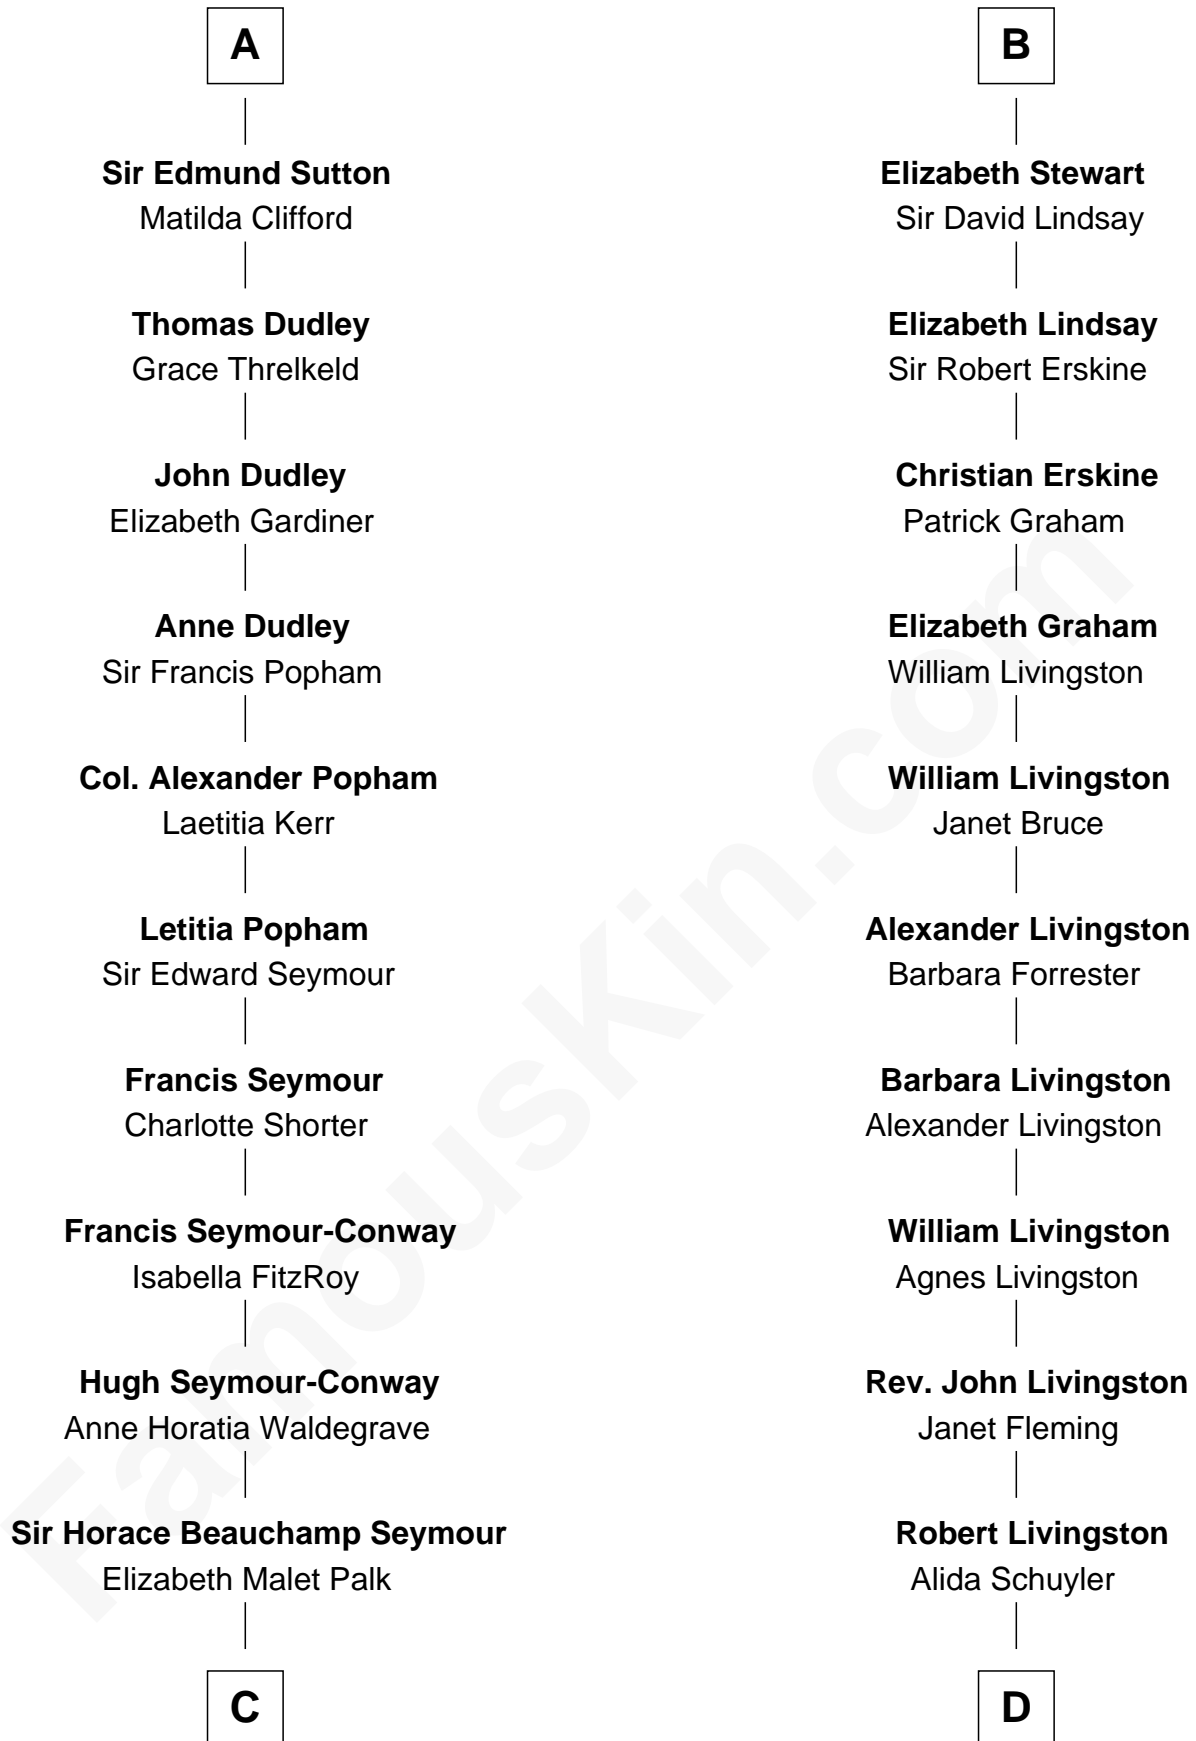 A
Sir Edmund Sutton
Matilda Clifford
Thomas Dudley
Grace Threlkeld
John Dudley
Elizabeth Gardiner
Anne Dudley
Sir Francis Popham
Col. Alexander Popham
Laetitia Kerr
Letitia Popham
Sir Edward Seymour
Francis Seymour
Charlotte Shorter
Francis Seymour-Conway
Isabella FitzRoy
Hugh Seymour-Conway
Anne Horatia Waldegrave
Sir Horace Beauchamp Seymour
Elizabeth Malet Palk
C
B
Elizabeth Stewart
Sir David Lindsay
Elizabeth Lindsay
Sir Robert Erskine
Christian Erskine
Patrick Graham
Elizabeth Graham
William Livingston
William Livingston
Janet Bruce
Alexander Livingston
Barbara Forrester
Barbara Livingston
Alexander Livingston
William Livingston
Agnes Livingston
Rev. John Livingston
Janet Fleming
Robert Livingston
Alida Schuyler
D
FamousKin.com